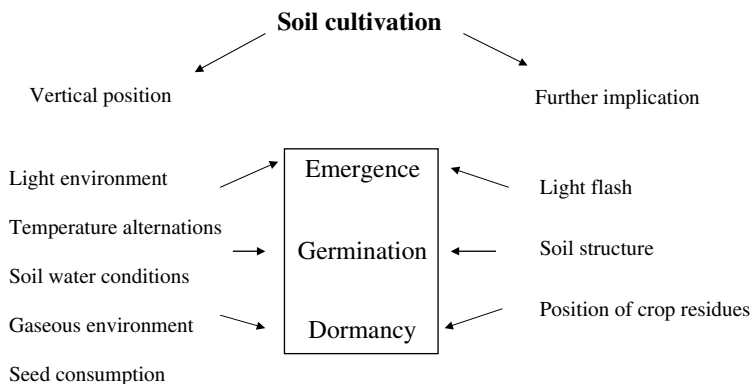 Soil cultivation
Vertical position
Further implication
Light environment
Temperature alternations
Soil water conditions
Gaseous environment
Seed consumption
Emergence
Germination
Dormancy
Light flash
Soil structure
Position of crop residues